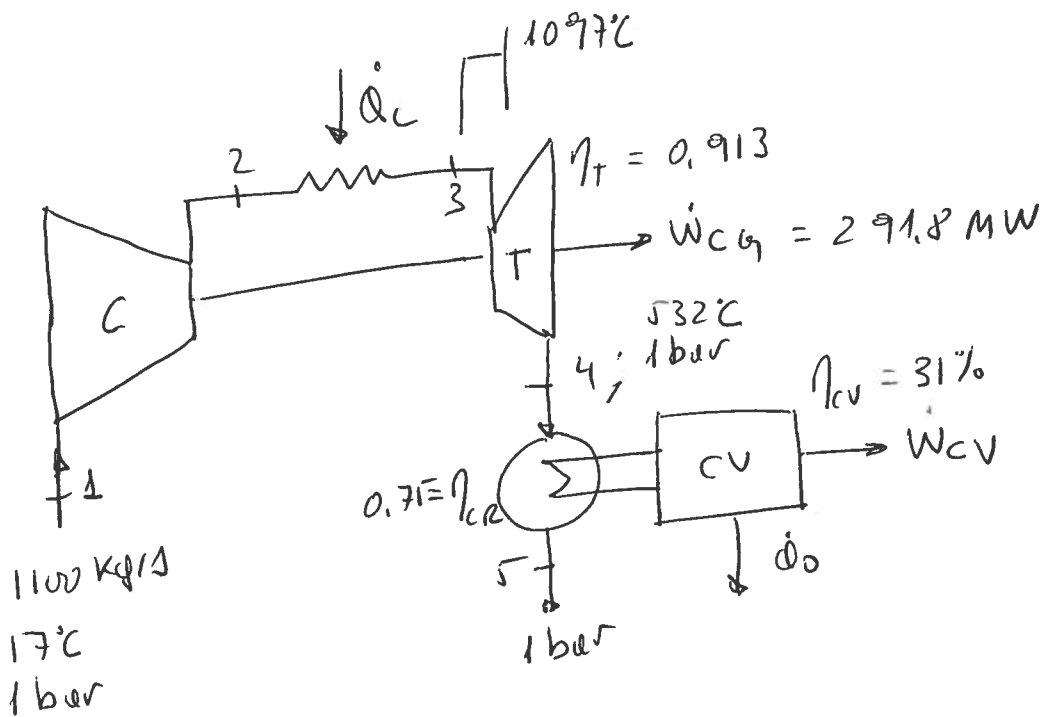 1097°C
Q̇c
2
3
ηT = 0,913
ẆCG = 291,8 MW
C
T
532°C
1 bar
4 ;
ηCV = 31%
ẆCV
CV
0,75 = ηCR
1
5
Q̇0
1100 kg/s
17°C
1 bar
1 bar